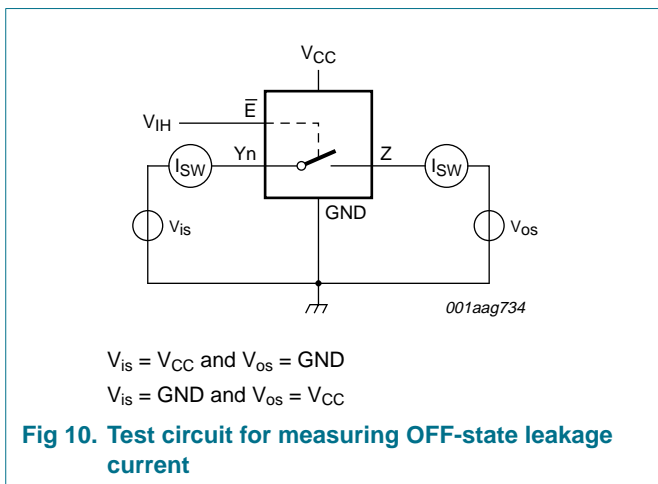 VCC
E̅
VIH
Yn
Z
ISW
ISW
GND
Vis
Vos
001aag734
Vis = VCC and Vos = GND
Vis = GND and Vos = VCC
Fig 10. Test circuit for measuring OFF-state leakage
current